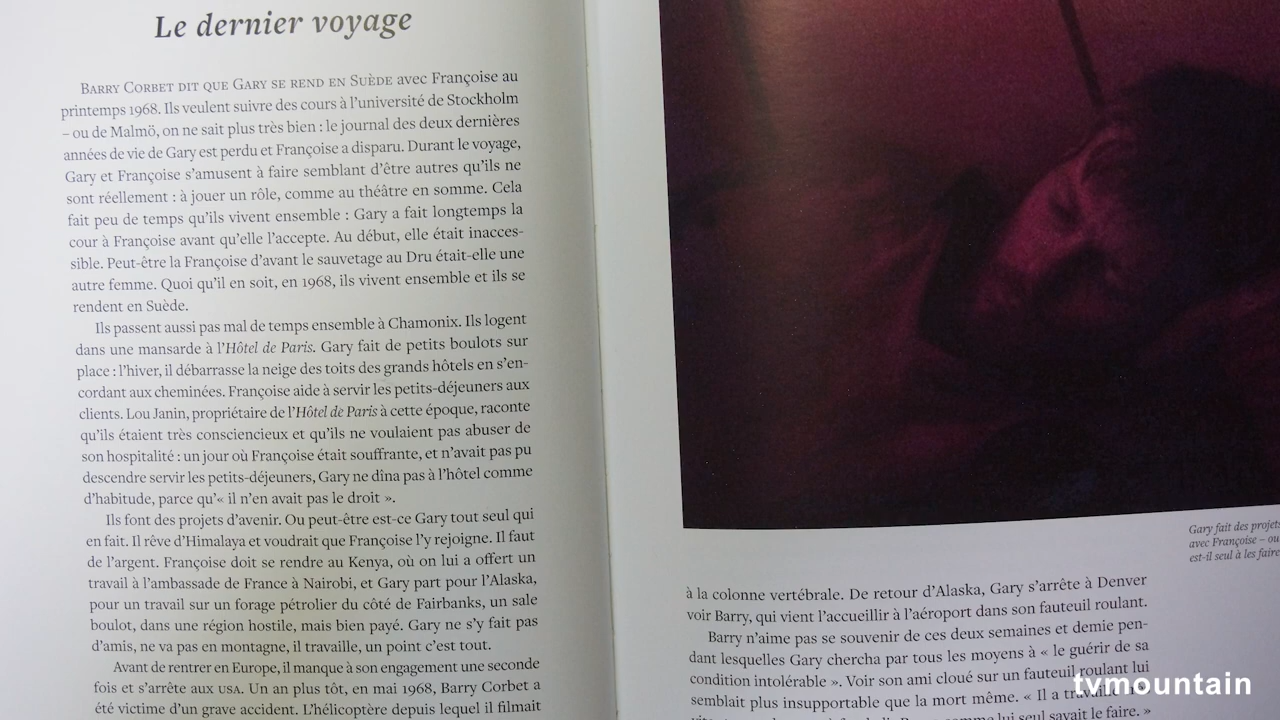 Le dernier voyage
Barry Corbet dit que Gary se rend en Suède avec Françoise au
printemps 1968. Ils veulent suivre des cours à l'université de Stockholm
– ou de Malmö, on ne sait plus très bien : le journal des deux dernières
années de vie de Gary est perdu et Françoise a disparu. Durant le voyage,
Gary et Françoise s'amusent à faire semblant d'être autres qu'ils ne
sont réellement : à jouer un rôle, comme au théâtre en somme. Cela
fait peu de temps qu'ils vivent ensemble : Gary a fait longtemps la
cour à Françoise avant qu'elle l'accepte. Au début, elle était inacces-
sible. Peut-être la Françoise d'avant le sauvetage au Dru était-elle une
autre femme. Quoi qu'il en soit, en 1968, ils vivent ensemble et ils se
rendent en Suède.
Ils passent aussi pas mal de temps ensemble à Chamonix. Ils logent
dans une mansarde à l'Hôtel de Paris. Gary fait de petits boulots sur
place : l'hiver, il débarrasse la neige des toits des grands hôtels en s'en-
cordant aux cheminées. Françoise aide à servir les petits-déjeuners aux
clients. Lou Janin, propriétaire de l'Hôtel de Paris à cette époque, raconte
qu'ils étaient très consciencieux et qu'ils ne voulaient pas abuser de
son hospitalité : un jour où Françoise était souffrante, et n'avait pas pu
descendre servir les petits-déjeuners, Gary ne dîna pas à l'hôtel comme
d'habitude, parce qu'« il n'en avait pas le droit ».
Ils font des projets d'avenir. Ou peut-être est-ce Gary tout seul qui
en fait. Il rêve d'Himalaya et voudrait que Françoise l'y rejoigne. Il faut
de l'argent. Françoise doit se rendre au Kenya, où on lui a offert un
travail à l'ambassade de France à Nairobi, et Gary part pour l'Alaska,
pour un travail sur un forage pétrolier du côté de Fairbanks, un sale
boulot, dans une région hostile, mais bien payé. Gary ne s'y fait pas
d'amis, ne va pas en montagne, il travaille, un point c'est tout.
Avant de rentrer en Europe, il manque à son engagement une seconde
fois et s'arrête aux USA. Un an plus tôt, en mai 1968, Barry Corbet a
été victime d'un grave accident. L'hélicoptère depuis lequel il filmait
Gary fait des projets
avec Françoise – ou
est-il seul à les faire
à la colonne vertébrale. De retour d'Alaska, Gary s'arrête à Denver
voir Barry, qui vient l'accueillir à l'aéroport dans son fauteuil roulant.
Barry n'aime pas se souvenir de ces deux semaines et demie pen-
dant lesquelles Gary chercha par tous les moyens à « le guérir de sa
condition intolérable ». Voir son ami cloué sur un fauteuil roulant lui
semblait plus insupportable que la mort même. « Il a
lui seul savait le faire. »
tvmountain